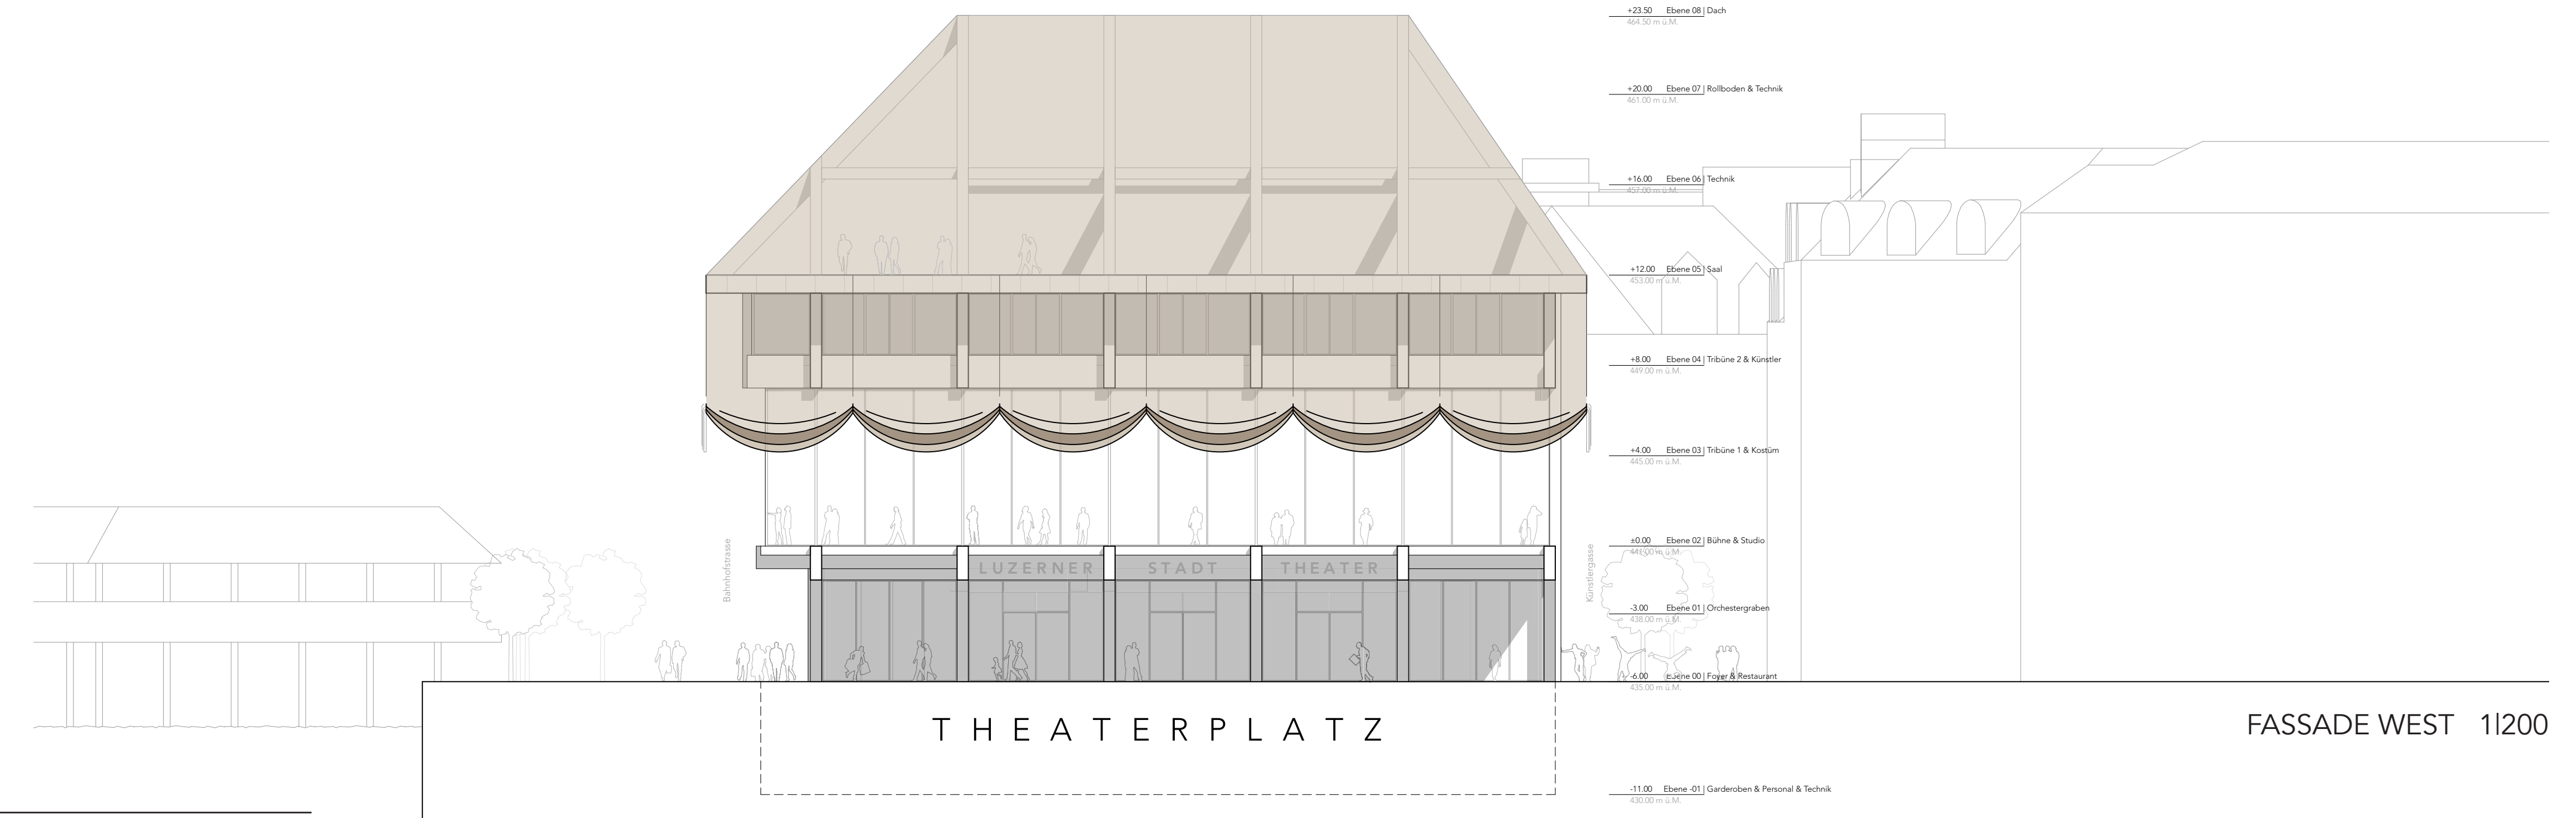 +23.50 Ebene 08 | Dach
464.50 m ü.M.
+20.00 Ebene 07 | Rollboden & Technik
461.00 m ü.M.
+16.00 Ebene 06 | Technik
457.00 m ü.M.
+12.00 Ebene 05 | Saal
453.00 m ü.M.
+8.00 Ebene 04 | Tribüne 2 & Künstler
449.00 m ü.M.
+4.00 Ebene 03 | Tribüne 1 & Kostüm
445.00 m ü.M.
±0.00 Ebene 02 | Bühne & Studio
441.00 m ü.M.
Bahnhofstrasse
LUZERNER STADT THEATER
Künstlergasse
-3.00 Ebene 01 | Orchestergraben
438.00 m ü.M.
-6.00 Ebene 00 | Foyer & Restaurant
435.00 m ü.M.
THEATERPLATZ
FASSADE WEST 1|200
-11.00 Ebene -01 | Garderoben & Personal & Technik
430.00 m ü.M.